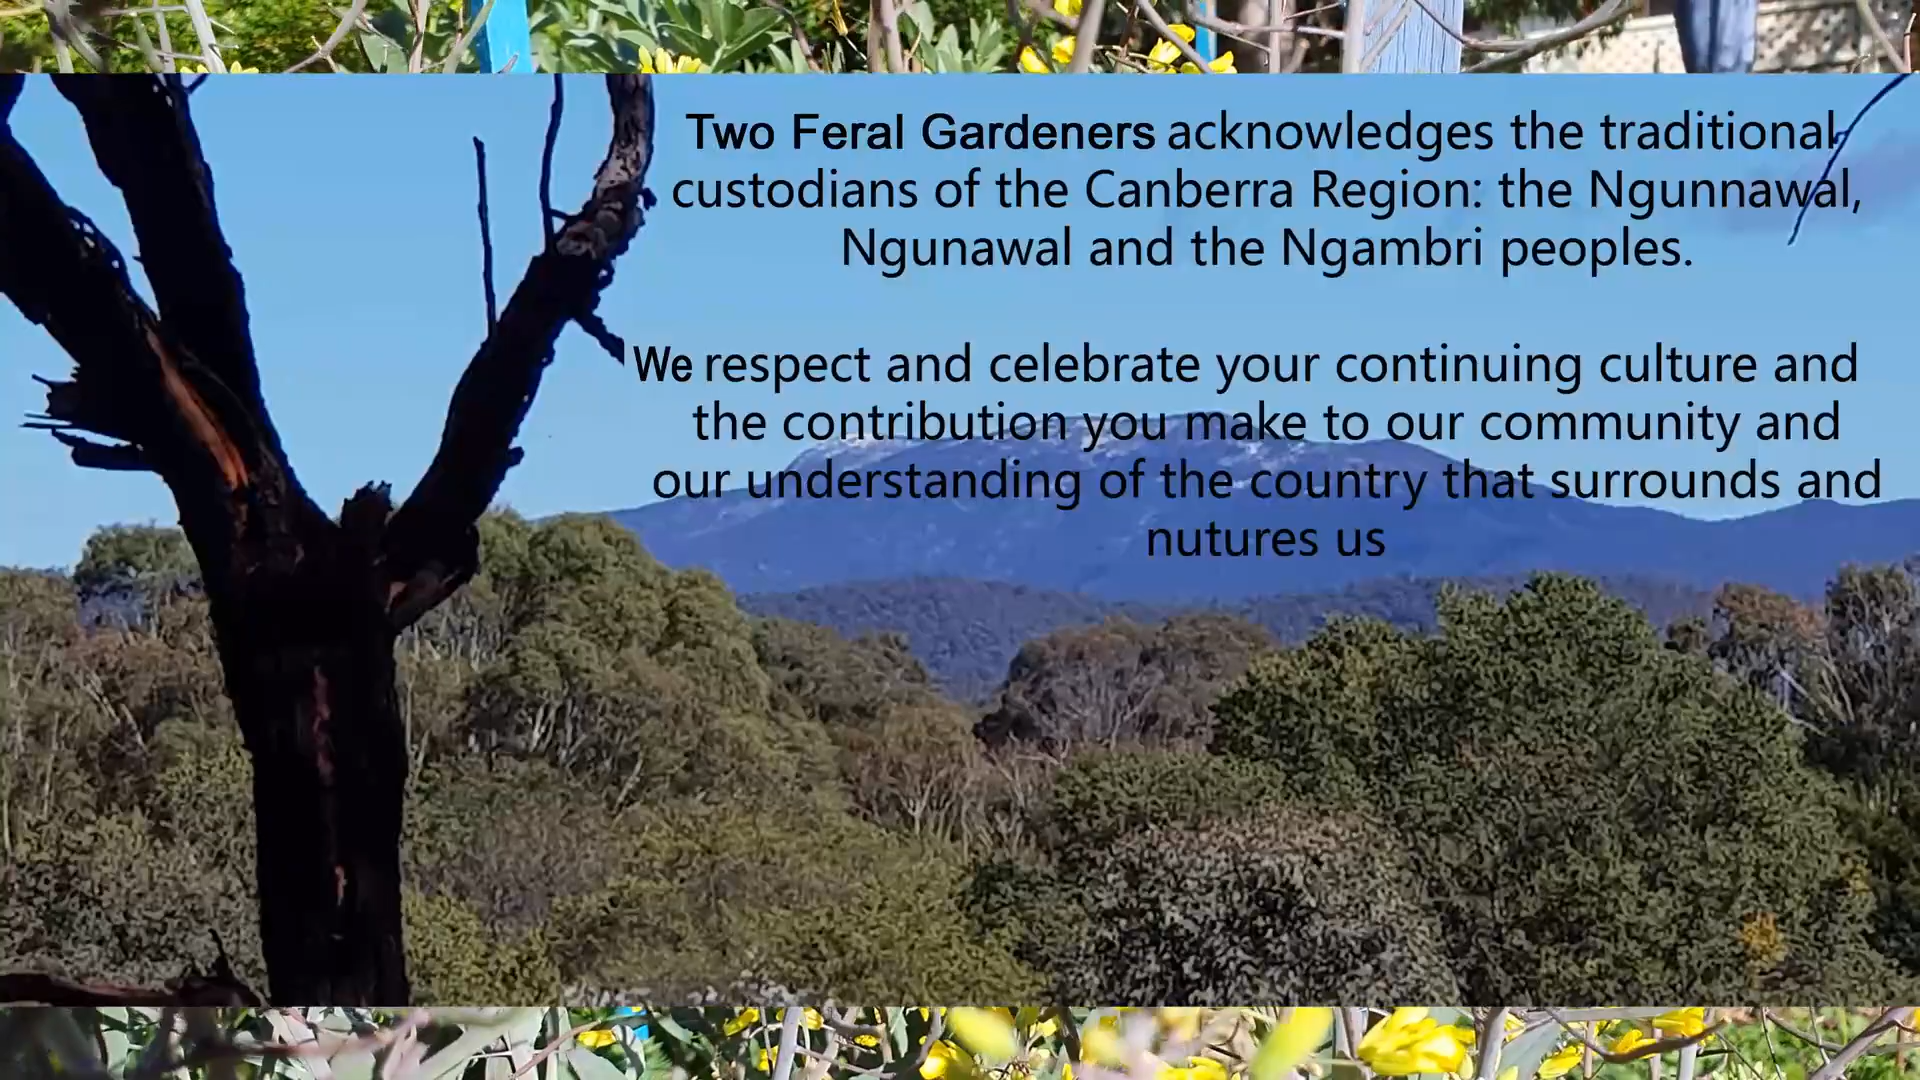 Two Feral Gardeners acknowledges the traditional
custodians of the Canberra Region: the Ngunnawal,
Ngunawal and the Ngambri peoples.
We respect and celebrate your continuing culture and
the contribution you make to our community and
our understanding of the country that surrounds and
nutures us